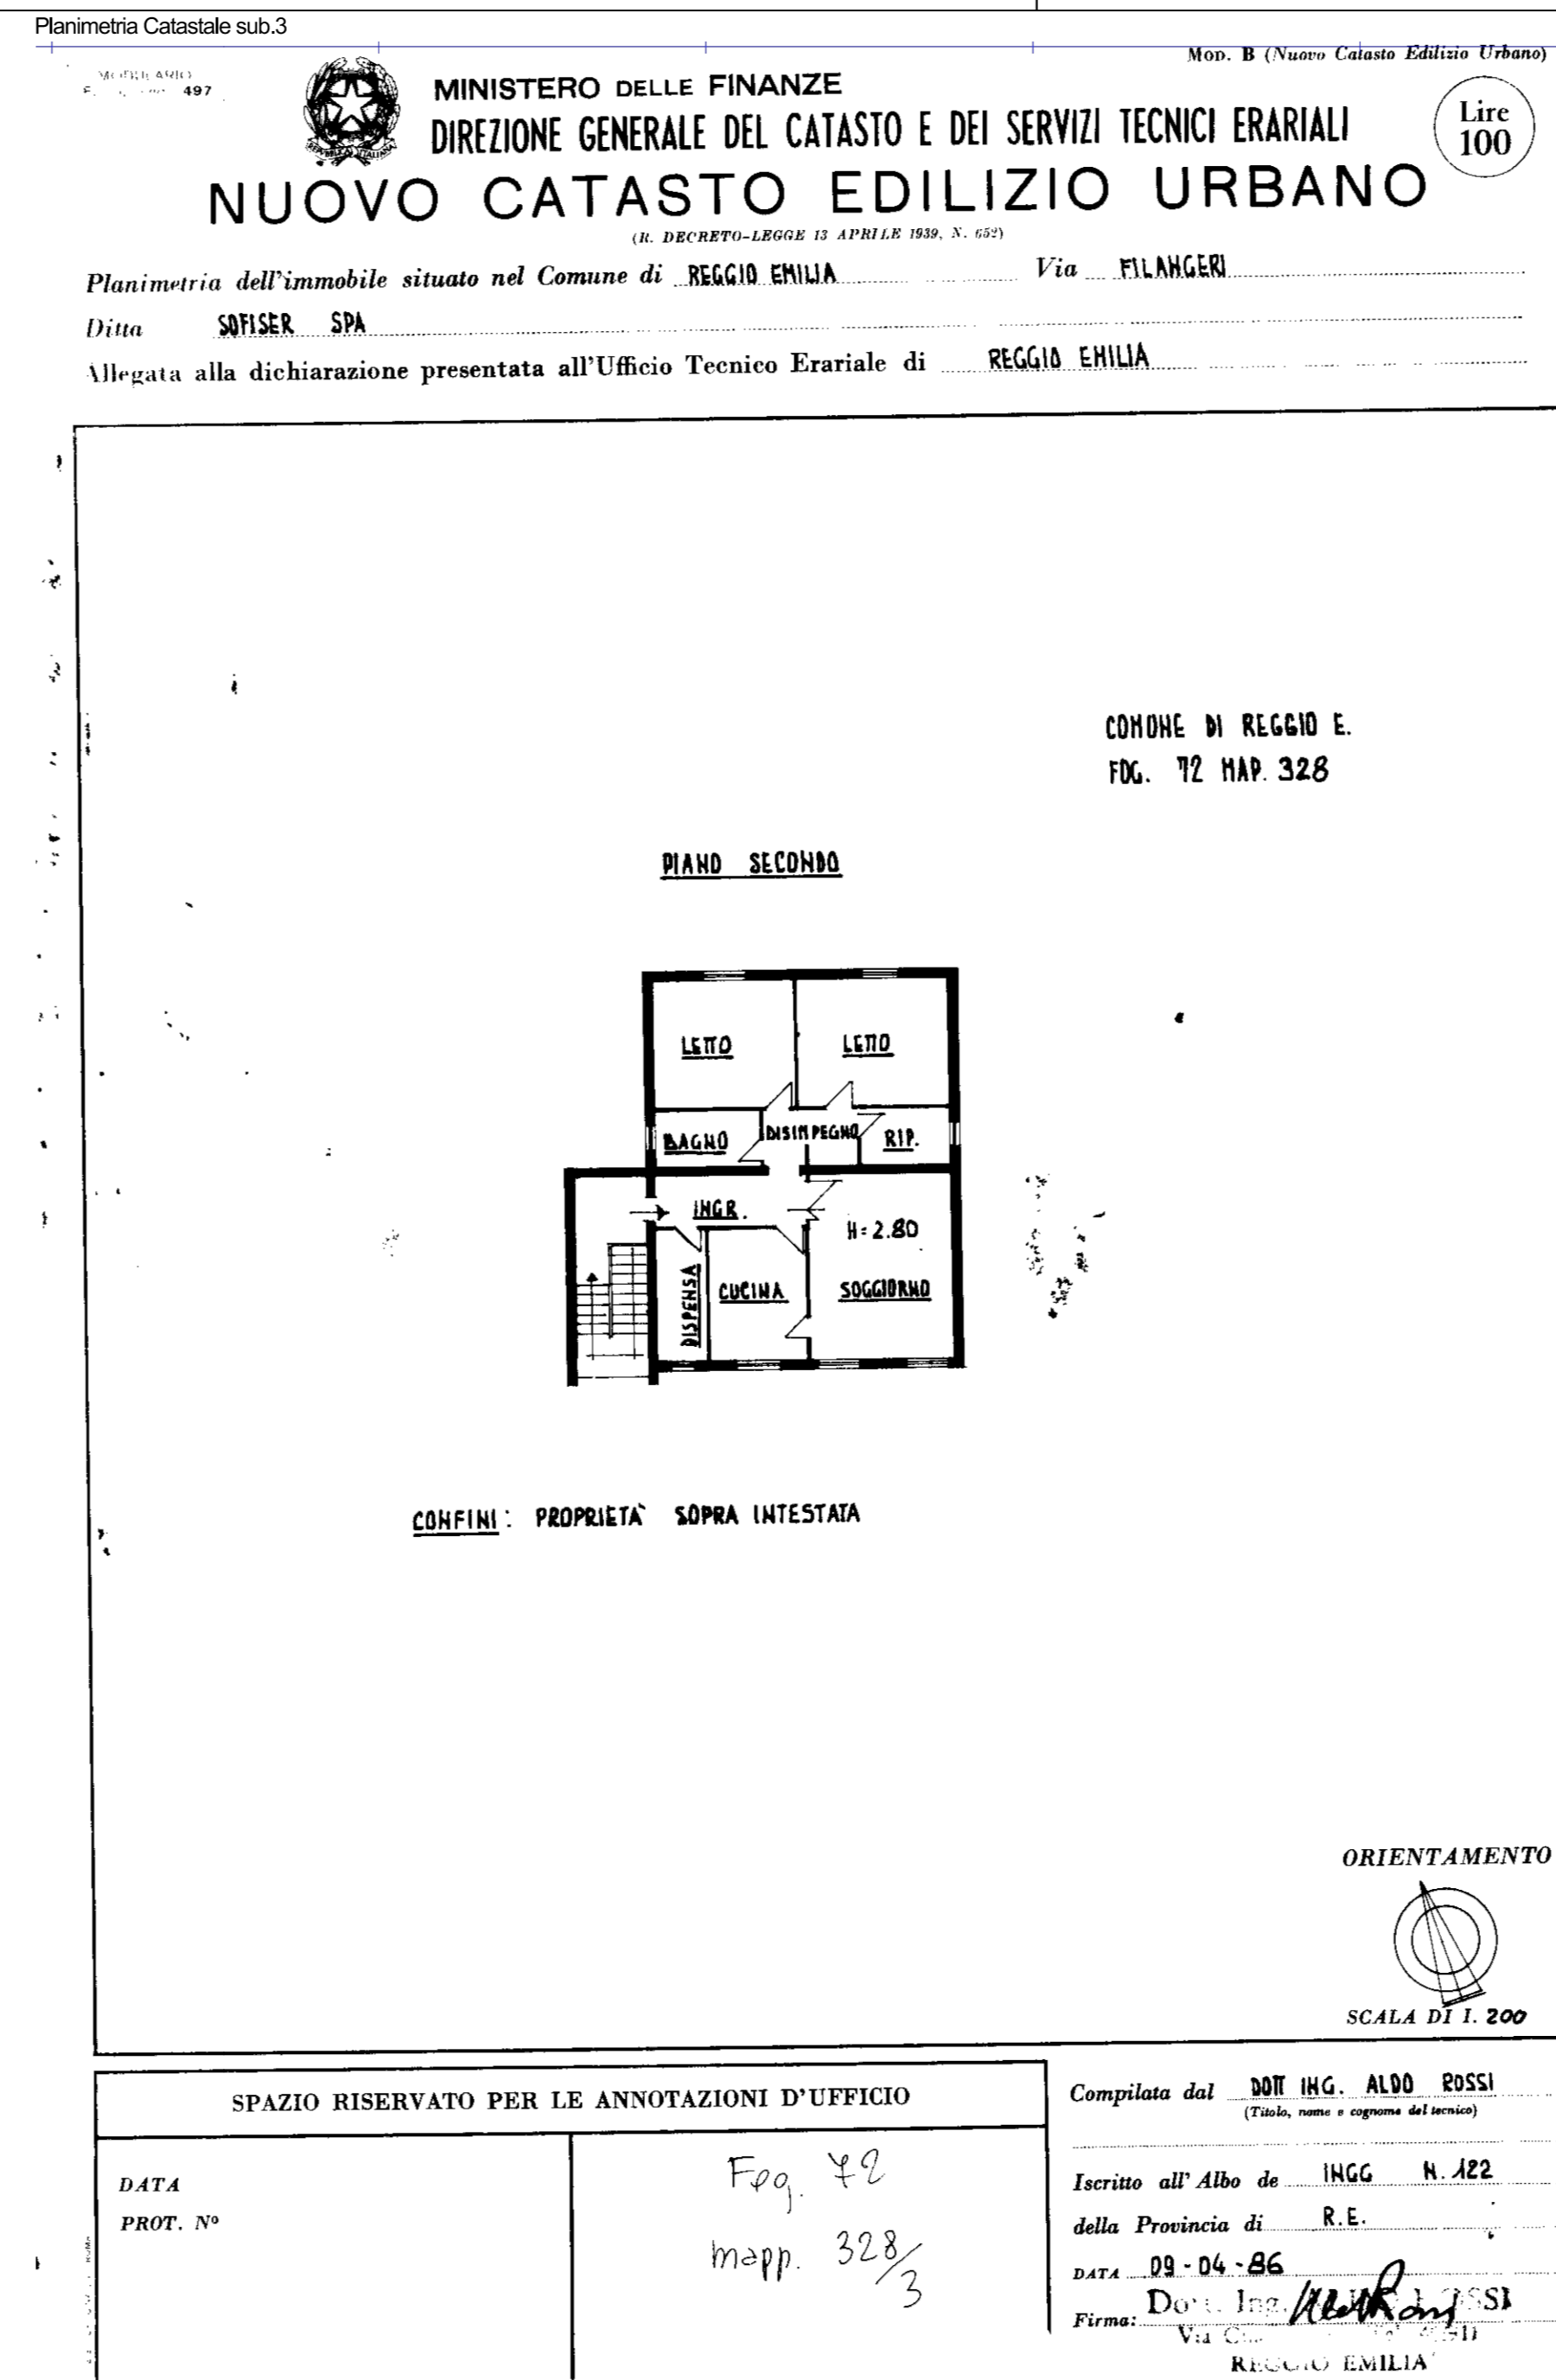 Planimetria Catastale sub.3
MOD. B (Nuovo Catasto Edilizio Urbano)
MODULARIO
497
MINISTERO DELLE FINANZE
DIREZIONE GENERALE DEL CATASTO E DEI SERVIZI TECNICI ERARIALI
Lire
100
NUOVO CATASTO EDILIZIO URBANO
(R. DECRETO-LEGGE 13 APRILE 1939, N. 652)
Planimetria dell'immobile situato nel Comune di REGGIO EMILIA Via FILANGERI
Ditta SOFISER SPA
Allegata alla dichiarazione presentata all'Ufficio Tecnico Erariale di REGGIO EMILIA
COMUNE DI REGGIO E.
FOG. 72 MAP. 328
PIANO SECONDO
LETTO
LETTO
BAGNO
DISIMPEGNO
RIP.
INGR.
H=2.80
DISPENSA
CUCINA
SOGGIORNO
CONFINI: PROPRIETA' SOPRA INTESTATA
ORIENTAMENTO
SCALA DI 1. 200
SPAZIO RISERVATO PER LE ANNOTAZIONI D'UFFICIO
DATA
PROT. Nº
Fog. 72
mapp. 328/3
Compilata dal DOTT ING. ALDO ROSSI
(Titolo, nome e cognome del tecnico)
Iscritto all'Albo de INGG N. 122
della Provincia di R.E.
DATA 09-04-86
Firma: Dott. Ing. ROSSI
Via
REGGIO EMILIA